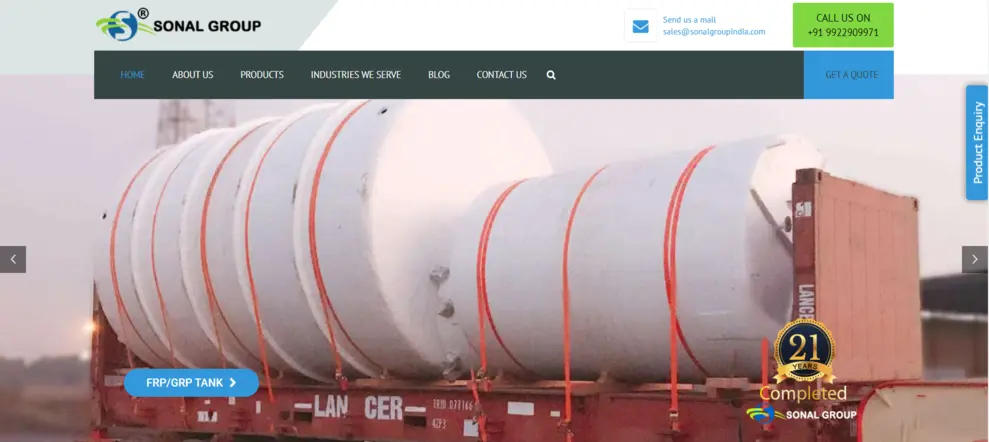 ®
SONAL GROUP
Send us a mail
sales@sonalgroupindia.com
CALL US ON
+91 9922909971
HOME
ABOUT US
PRODUCTS
INDUSTRIES WE SERVE
BLOG
CONTACT US
GET A QUOTE
Product Enquiry
LANC
21
YEARS
Completed
SONAL GROUP
FRP/GRP TANK
LAN CER
42F3